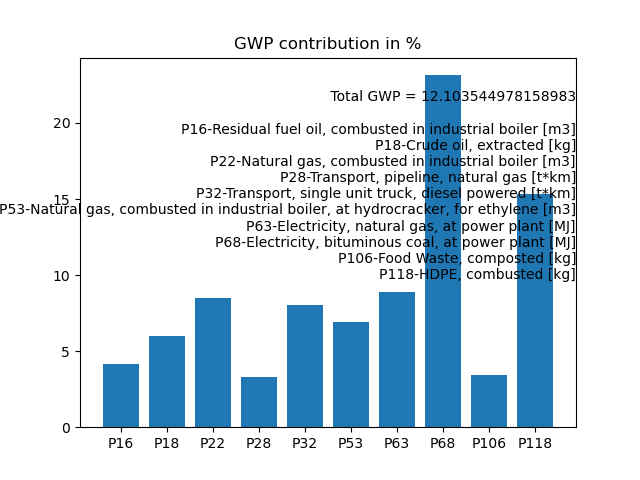 GWP contribution in %
Total GWP = 12.103544978158983
P16-Residual fuel oil, combusted in industrial boiler [m3]
P18-Crude oil, extracted [kg]
P22-Natural gas, combusted in industrial boiler [m3]
P28-Transport, pipeline, natural gas [t*km]
P32-Transport, single unit truck, diesel powered [t*km]
P53-Natural gas, combusted in industrial boiler, at hydrocracker, for ethylene [m3]
P63-Electricity, natural gas, at power plant [MJ]
P68-Electricity, bituminous coal, at power plant [MJ]
P106-Food Waste, composted [kg]
P118-HDPE, combusted [kg]
20
15
10
5
0
P16 P18 P22 P28 P32 P53 P63 P68 P106 P118